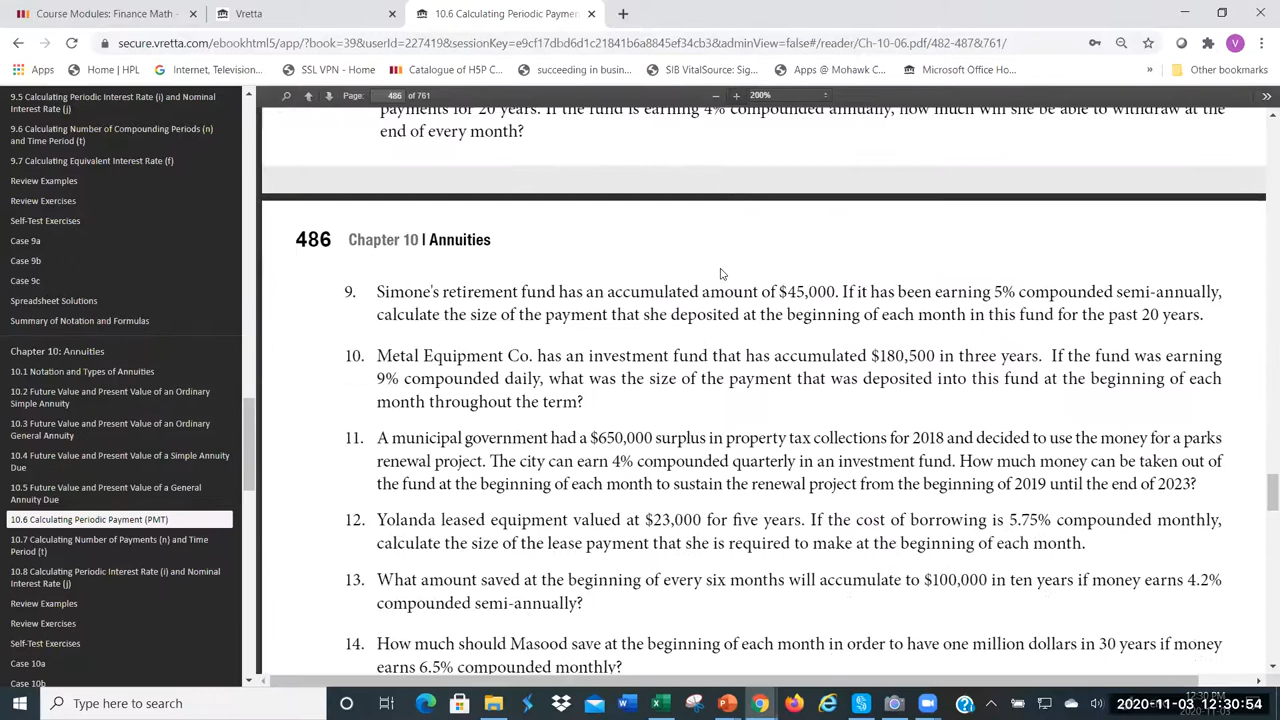 Course Modules: Finance Math -
Vretta
10.6 Calculating Periodic Paymen
secure.vretta.com/ebookhtml5/app/?book=39&userId=227419&sessionKey=e9cf17dbd6d1c21841b6a8845ef34cb3&adminView=false#/reader/Ch-10-06.pdf/482-487&761/
V
Apps
Home | HPL
Internet, Television...
SSL VPN - Home
Catalogue of H5P C...
succeeding in busin...
SIB VitalSource: Sig...
Apps @ Mohawk C...
Microsoft Office Ho...
»
Other bookmarks
Page: 486 of 761
200%
9.5 Calculating Periodic Interest Rate (i) and Nominal
Interest Rate (j)
9.6 Calculating Number of Compounding Periods (n)
and Time Period (t)
9.7 Calculating Equivalent Interest Rate (f)
Review Examples
Review Exercises
Self-Test Exercises
Case 9a
Case 9b
Case 9c
Spreadsheet Solutions
Summary of Notation and Formulas
Chapter 10: Annuities
10.1 Notation and Types of Annuities
10.2 Future Value and Present Value of an Ordinary
Simple Annuity
10.3 Future Value and Present Value of an Ordinary
General Annuity
10.4 Future Value and Present Value of a Simple Annuity
Due
10.5 Future Value and Present Value of a General
Annuity Due
10.6 Calculating Periodic Payment (PMT)
10.7 Calculating Number of Payments (n) and Time
Period (t)
10.8 Calculating Periodic Interest Rate (i) and Nominal
Interest Rate (j)
Review Examples
Review Exercises
Self-Test Exercises
Case 10a
Case 10b
payments for 20 years. If the fund is earning 4% compounded annually, how much will she be able to withdraw at the
end of every month?
486 Chapter 10 | Annuities
9. Simone's retirement fund has an accumulated amount of $45,000. If it has been earning 5% compounded semi-annually,
calculate the size of the payment that she deposited at the beginning of each month in this fund for the past 20 years.
10. Metal Equipment Co. has an investment fund that has accumulated $180,500 in three years. If the fund was earning
9% compounded daily, what was the size of the payment that was deposited into this fund at the beginning of each
month throughout the term?
11. A municipal government had a $650,000 surplus in property tax collections for 2018 and decided to use the money for a parks
renewal project. The city can earn 4% compounded quarterly in an investment fund. How much money can be taken out of
the fund at the beginning of each month to sustain the renewal project from the beginning of 2019 until the end of 2023?
12. Yolanda leased equipment valued at $23,000 for five years. If the cost of borrowing is 5.75% compounded monthly,
calculate the size of the lease payment that she is required to make at the beginning of each month.
13. What amount saved at the beginning of every six months will accumulate to $100,000 in ten years if money earns 4.2%
compounded semi-annually?
14. How much should Masood save at the beginning of each month in order to have one million dollars in 30 years if money
earns 6.5% compounded monthly?
Type here to search
12:30 PM
2020-11-03 12:30:54
2020-11-03